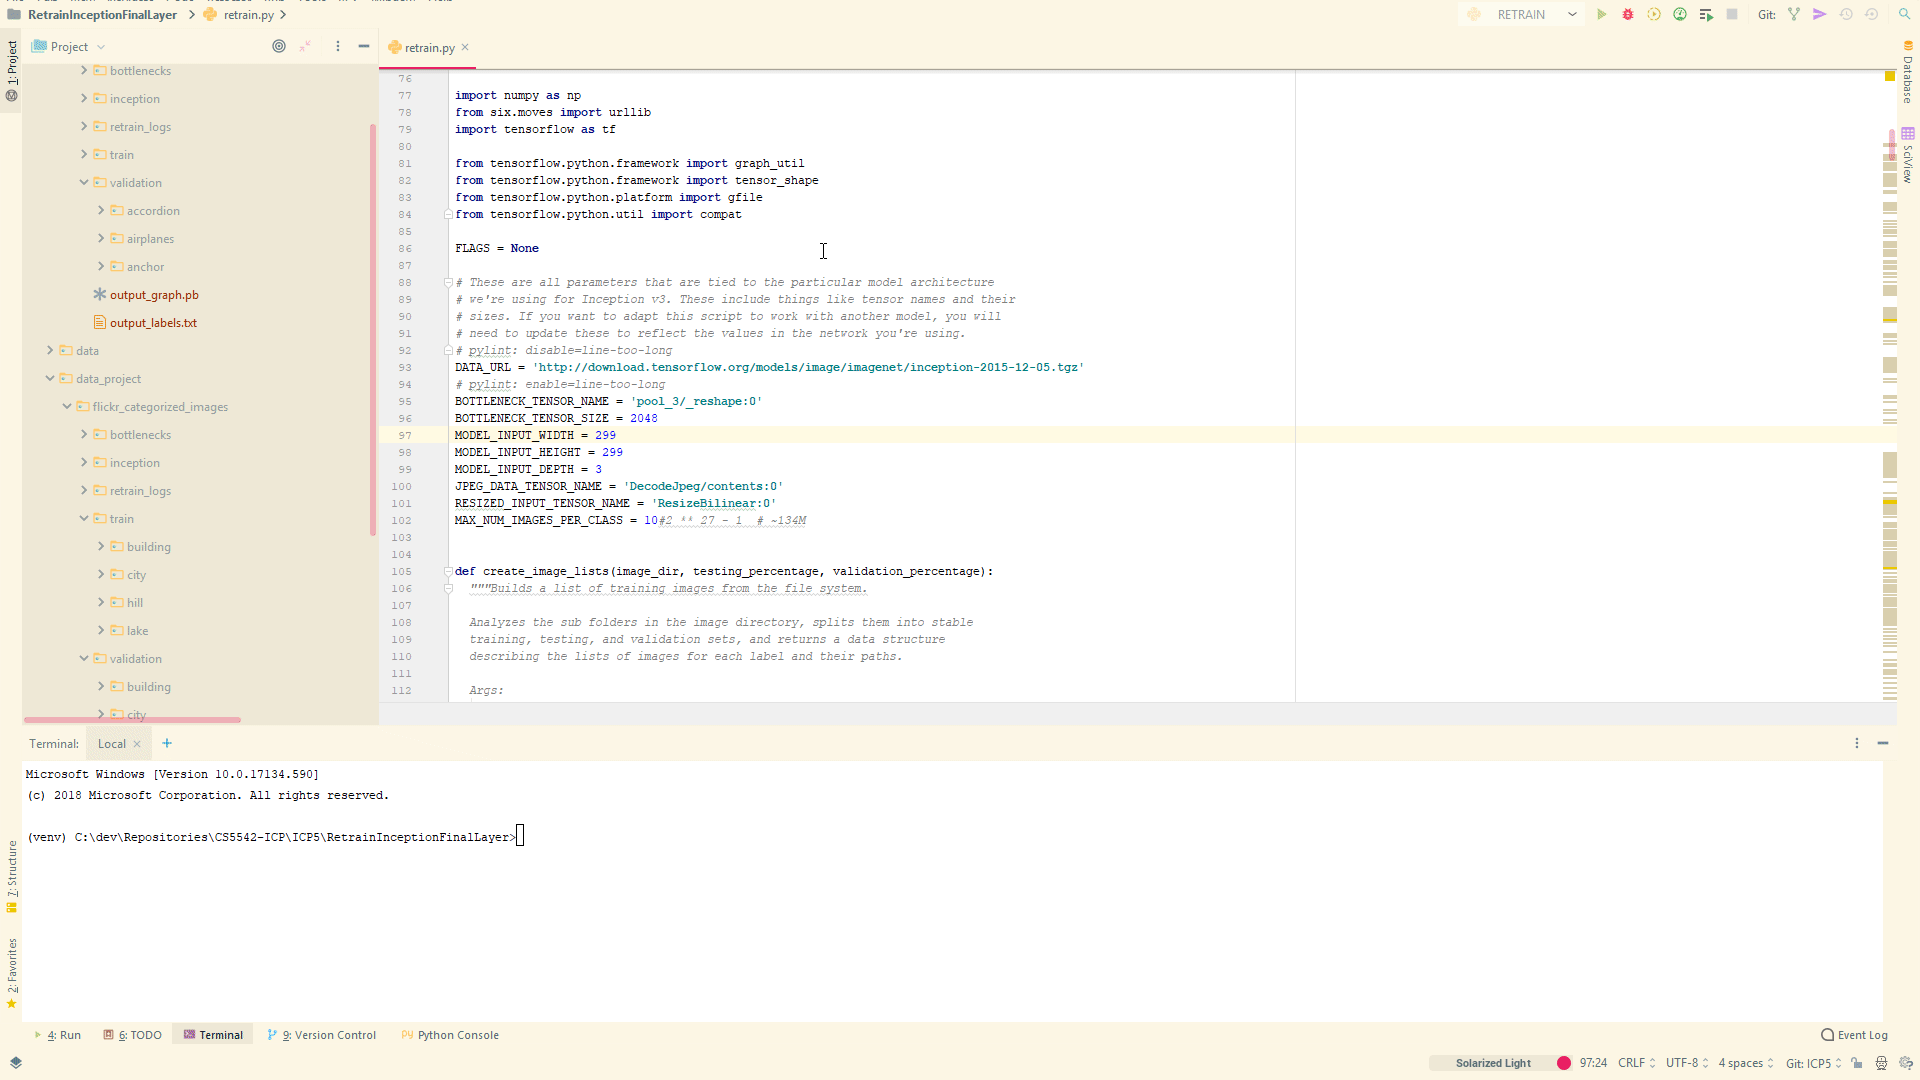 RetrainInceptionFinalLayer
retrain.py
RETRAIN
Git:
1: Project
Project
bottlenecks
inception
retrain_logs
train
validation
accordion
airplanes
anchor
output_graph.pb
output_labels.txt
data
data_project
flickr_categorized_images
bottlenecks
inception
retrain_logs
train
building
city
hill
lake
validation
building
city
retrain.py
76
77 import numpy as np
78 from six.moves import urllib
79 import tensorflow as tf
80
81 from tensorflow.python.framework import graph_util
82 from tensorflow.python.framework import tensor_shape
83 from tensorflow.python.platform import gfile
84 from tensorflow.python.util import compat
85
86 FLAGS = None
87
88 # These are all parameters that are tied to the particular model architecture
89 # we're using for Inception v3. These include things like tensor names and their
90 # sizes. If you want to adapt this script to work with another model, you will
91 # need to update these to reflect the values in the network you're using.
92 # pylint: disable=line-too-long
93 DATA_URL = 'http://download.tensorflow.org/models/image/imagenet/inception-2015-12-05.tgz'
94 # pylint: enable=line-too-long
95 BOTTLENECK_TENSOR_NAME = 'pool_3/_reshape:0'
96 BOTTLENECK_TENSOR_SIZE = 2048
97 MODEL_INPUT_WIDTH = 299
98 MODEL_INPUT_HEIGHT = 299
99 MODEL_INPUT_DEPTH = 3
100 JPEG_DATA_TENSOR_NAME = 'DecodeJpeg/contents:0'
101 RESIZED_INPUT_TENSOR_NAME = 'ResizeBilinear:0'
102 MAX_NUM_IMAGES_PER_CLASS = 10#2 ** 27 - 1  # ~134M
103
104
105 def create_image_lists(image_dir, testing_percentage, validation_percentage):
106 """Builds a list of training images from the file system.
107
108 Analyzes the sub folders in the image directory, splits them into stable
109 training, testing, and validation sets, and returns a data structure
110 describing the lists of images for each label and their paths.
111
112 Args:
Database
SciView
Terminal:
Local
Microsoft Windows [Version 10.0.17134.590]
(c) 2018 Microsoft Corporation. All rights reserved.
(venv) C:\dev\Repositories\CS5542-ICP\ICP5\RetrainInceptionFinalLayer>
7: Structure
2: Favorites
4: Run
6: TODO
Terminal
9: Version Control
Python Console
Event Log
Solarized Light
97:24
CRLF
UTF-8
4 spaces
Git: ICP5